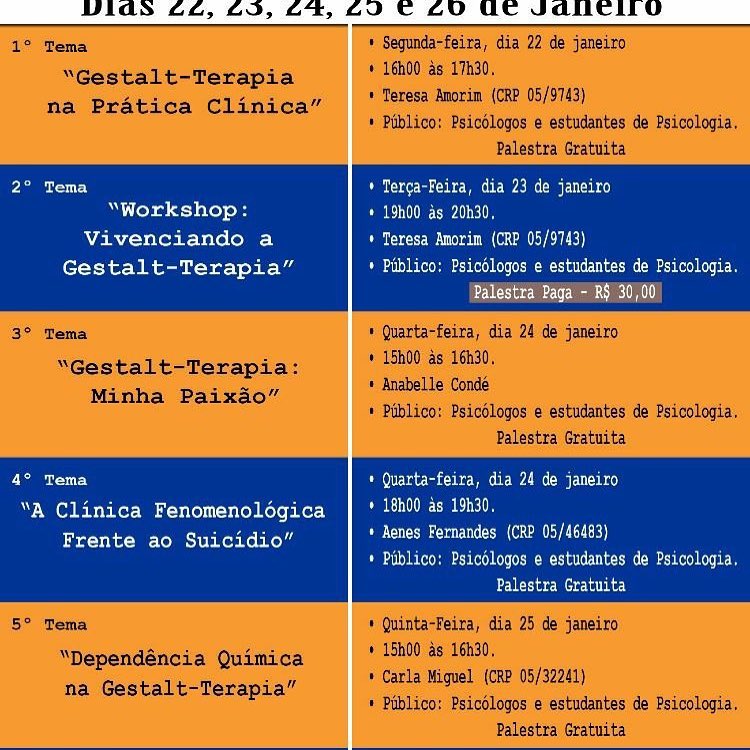 Dias 22, 23, 24, 25 e 26 de Janeiro
1º Tema
“Gestalt-Terapia
na Prática Clínica”
• Segunda-feira, dia 22 de janeiro
• 16h00 às 17h30.
• Teresa Amorim (CRP 05/9743)
• Público: Psicólogos e estudantes de Psicologia.
Palestra Gratuita
2º Tema
“Workshop:
Vivenciando a
Gestalt-Terapia”
• Terça-Feira, dia 23 de janeiro
• 19h00 às 20h30.
• Teresa Amorim (CRP 05/9743)
• Público: Psicólogos e estudantes de Psicologia.
Palestra Paga - R$ 30,00
3º Tema
“Gestalt-Terapia:
Minha Paixão”
• Quarta-feira, dia 24 de janeiro
• 15h00 às 16h30.
• Anabelle Condé
• Público: Psicólogos e estudantes de Psicologia.
Palestra Gratuita
4º Tema
“A Clínica Fenomenológica
Frente ao Suicídio”
• Quarta-feira, dia 24 de janeiro
• 18h00 às 19h30.
• Aenes Fernandes (CRP 05/46483)
• Público: Psicólogos e estudantes de Psicologia.
Palestra Gratuita
5º Tema
“Dependência Química
na Gestalt-Terapia”
• Quinta-Feira, dia 25 de janeiro
• 15h00 às 16h30.
• Carla Miguel (CRP 05/32241)
• Público: Psicólogos e estudantes de Psicologia.
Palestra Gratuita